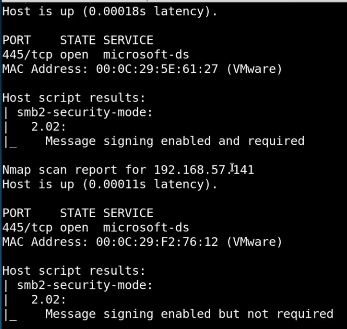 Host is up (0.00018s latency).
PORT    STATE SERVICE
445/tcp open  microsoft-ds
MAC Address: 00:0C:29:5E:61:27 (VMware)
Host script results:
| smb2-security-mode:
|   2.02:
|_    Message signing enabled and required
Nmap scan report for 192.168.57.141
Host is up (0.00011s latency).
PORT    STATE SERVICE
445/tcp open  microsoft-ds
MAC Address: 00:0C:29:F2:76:12 (VMware)
Host script results:
| smb2-security-mode:
|   2.02:
|_    Message signing enabled but not required